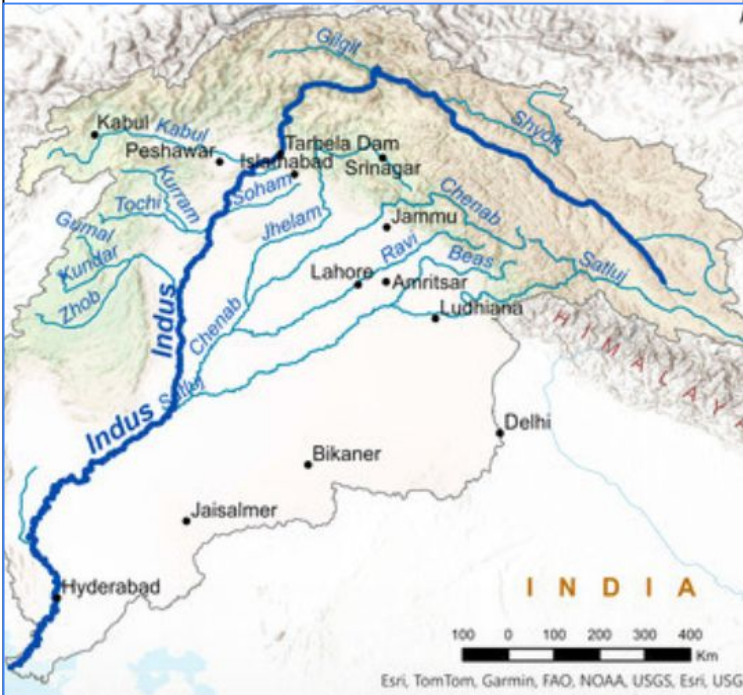 Gilgit
Shyok
Kabul
Kabul
Tarbela Dam
Peshawar
Islamabad
Srinagar
Kurram
Soham
Tochi
Jhelam
Chenab
Jammu
Gumal
Ravi
Beas
Kundar
Satluj
Lahore
Amritsar
Zhob
Indus
Chenab
Ludhiana
HIMALAYA
Satluj
Indus
Delhi
Bikaner
Jaisalmer
Hyderabad
INDIA
100 0 100 200 300 400
Km
Esri, TomTom, Garmin, FAO, NOAA, USGS, Esri, USG